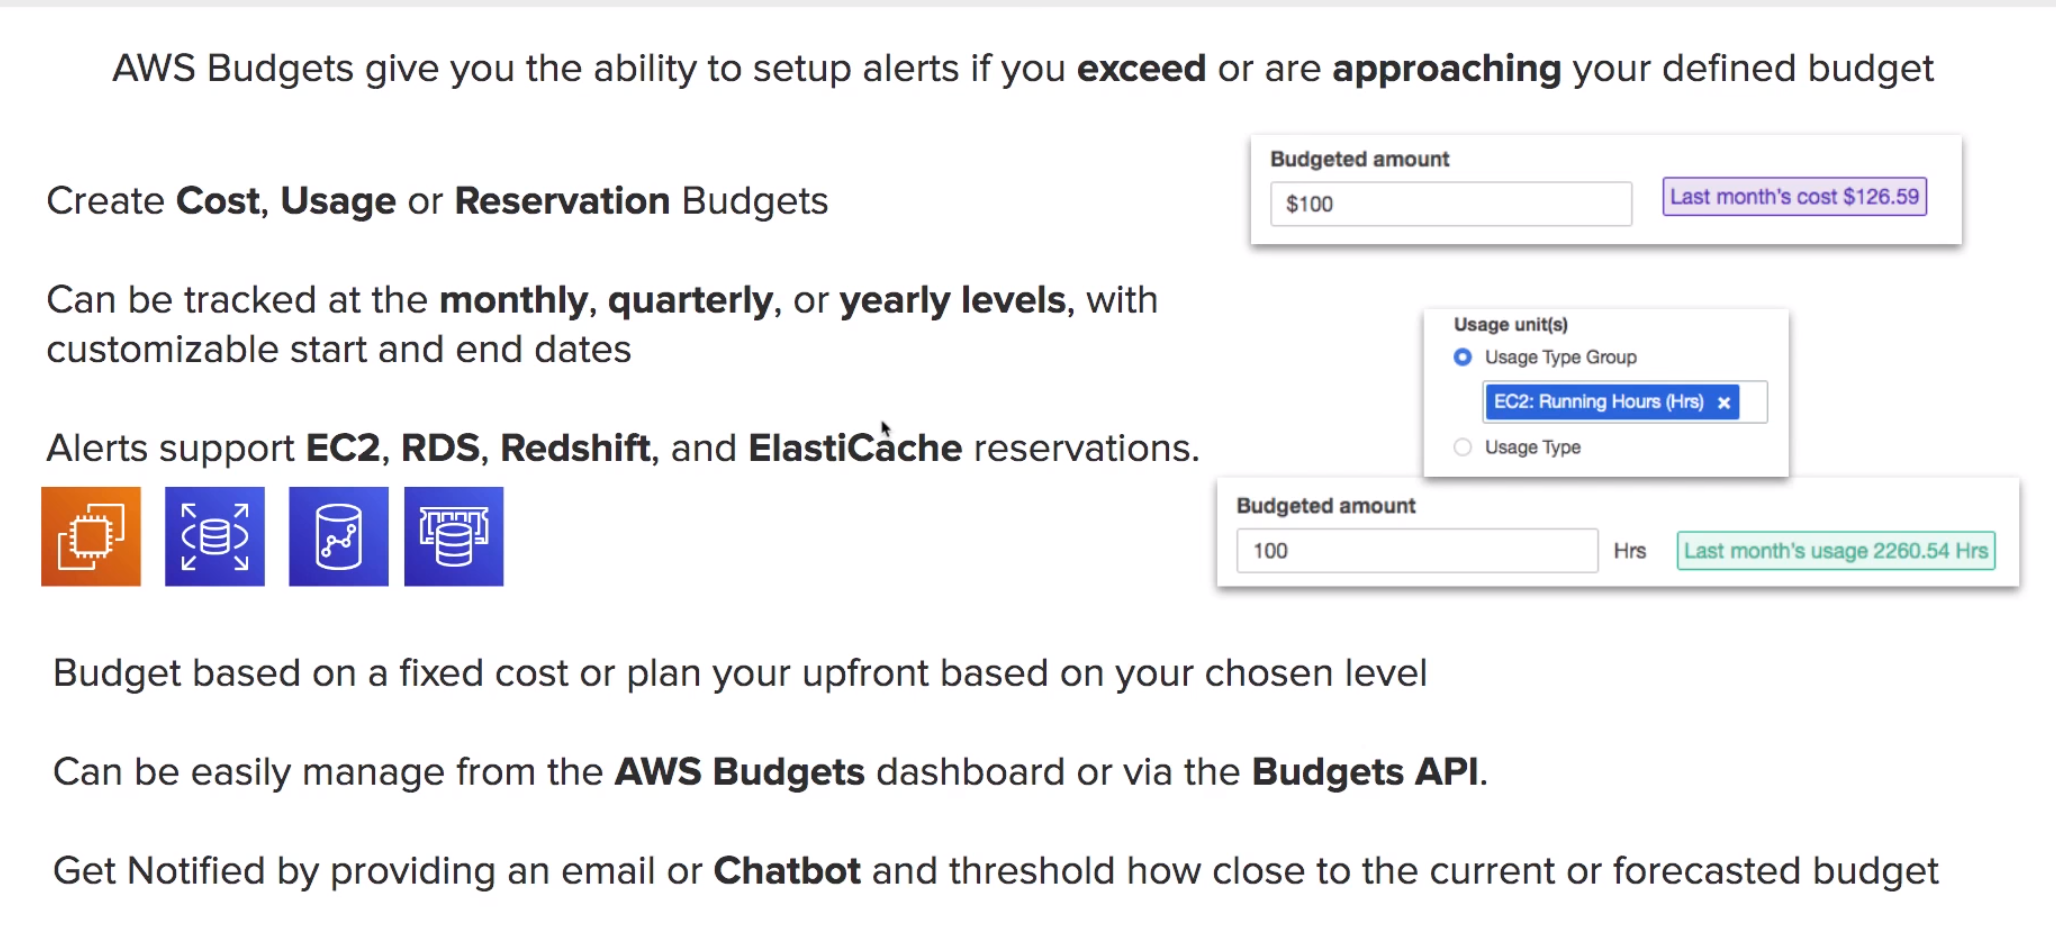 AWS Budgets give you the ability to setup alerts if you exceed or are approaching your defined budget
Create Cost, Usage or Reservation Budgets
Budgeted amount
$100
Last month's cost $126.59
Can be tracked at the monthly, quarterly, or yearly levels, with
customizable start and end dates
Usage unit(s)
Usage Type Group
EC2: Running Hours (Hrs) ×
Usage Type
Alerts support EC2, RDS, Redshift, and ElastiCache reservations.
Budgeted amount
100
Hrs
Last month's usage 2260.54 Hrs
Budget based on a fixed cost or plan your upfront based on your chosen level
Can be easily manage from the AWS Budgets dashboard or via the Budgets API.
Get Notified by providing an email or Chatbot and threshold how close to the current or forecasted budget